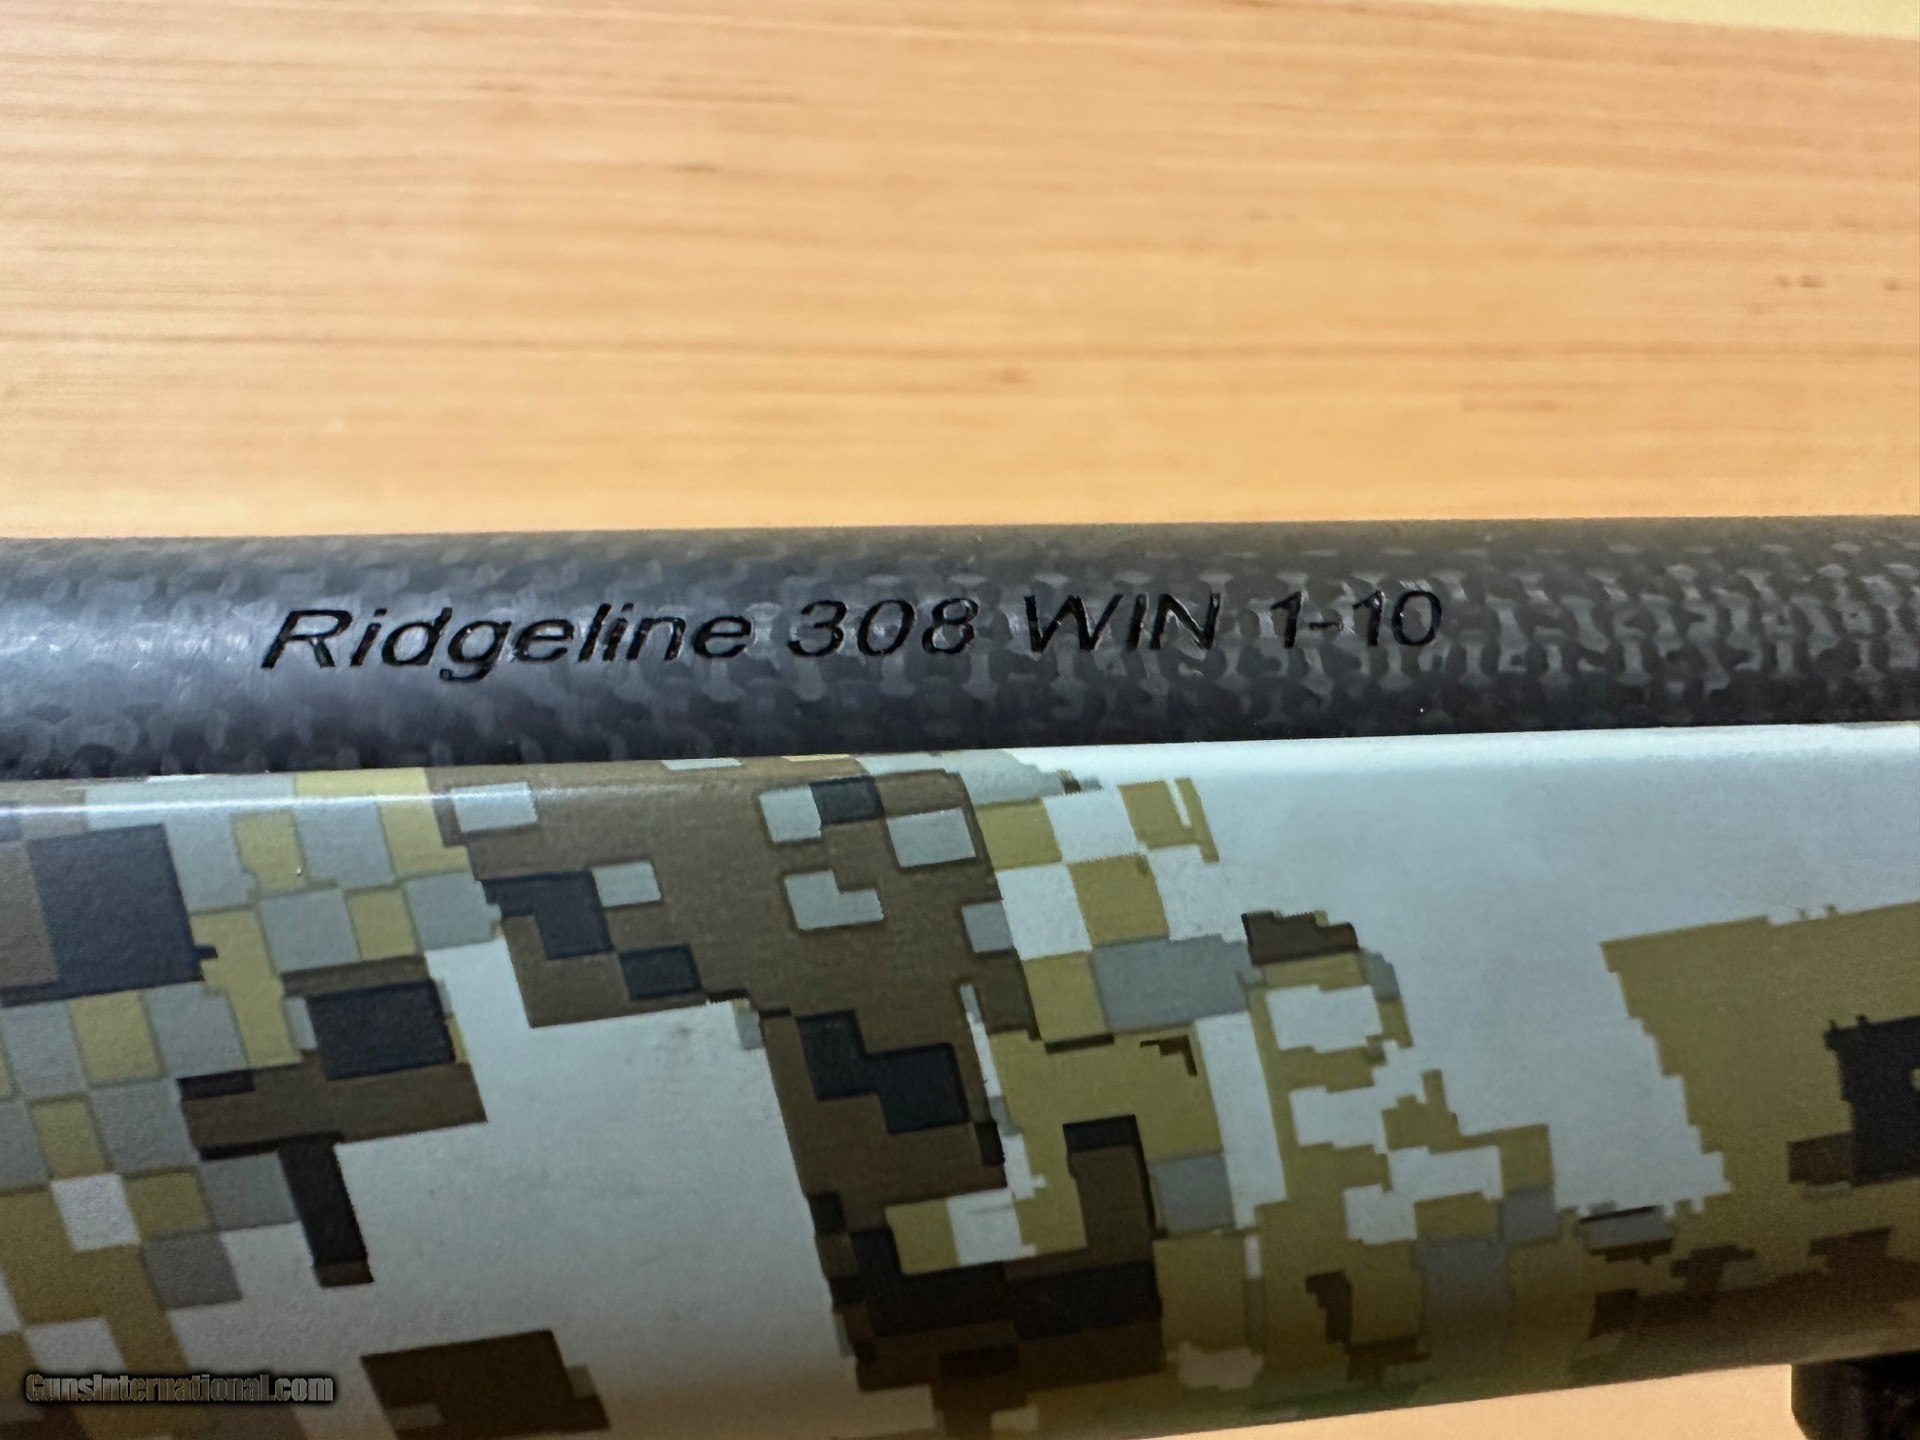 Ridgeline 308 WIN 1-10
GunsInternational.com